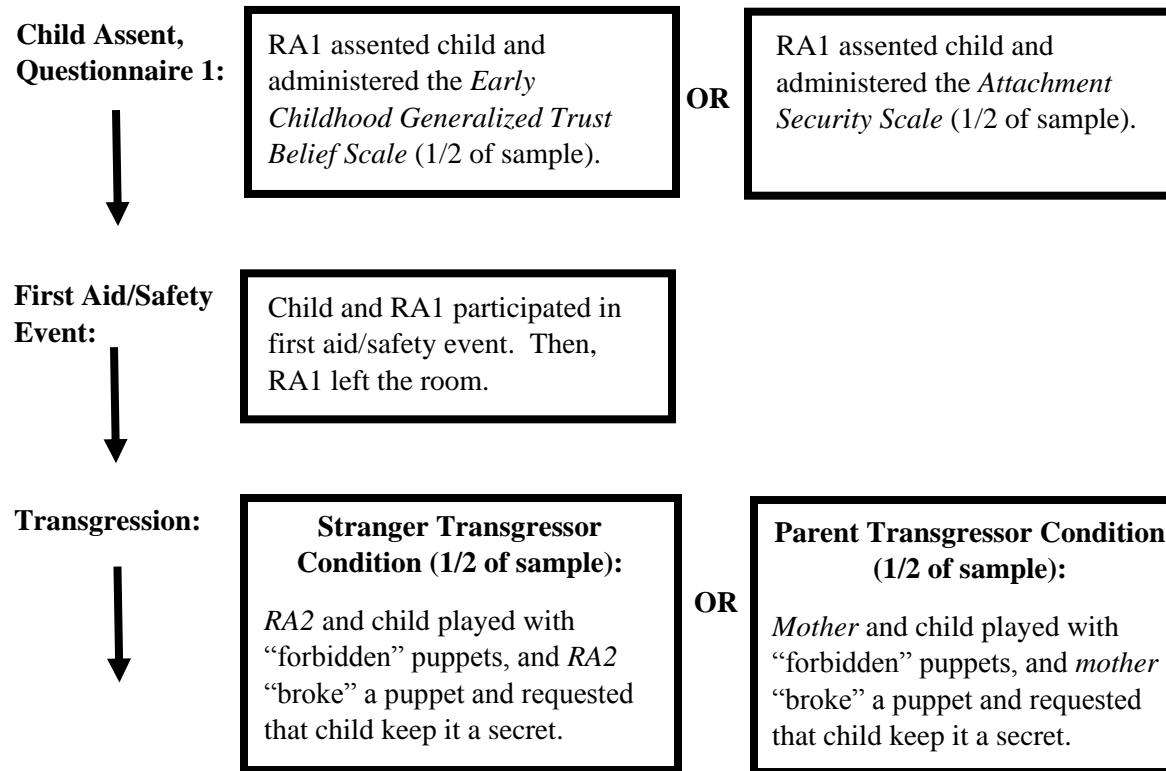 Child Assent,
Questionnaire 1:
RA1 assented child and
administered the Early
Childhood Generalized Trust
Belief Scale (1/2 of sample).
OR
RA1 assented child and
administered the Attachment
Security Scale (1/2 of sample).
First Aid/Safety
Event:
Child and RA1 participated in
first aid/safety event.  Then,
RA1 left the room.
Transgression:
Stranger Transgressor
Condition (1/2 of sample):
RA2 and child played with
“forbidden” puppets, and RA2
“broke” a puppet and requested
that child keep it a secret.
OR
Parent Transgressor Condition
(1/2 of sample):
Mother and child played with
“forbidden” puppets, and mother
“broke” a puppet and requested
that child keep it a secret.